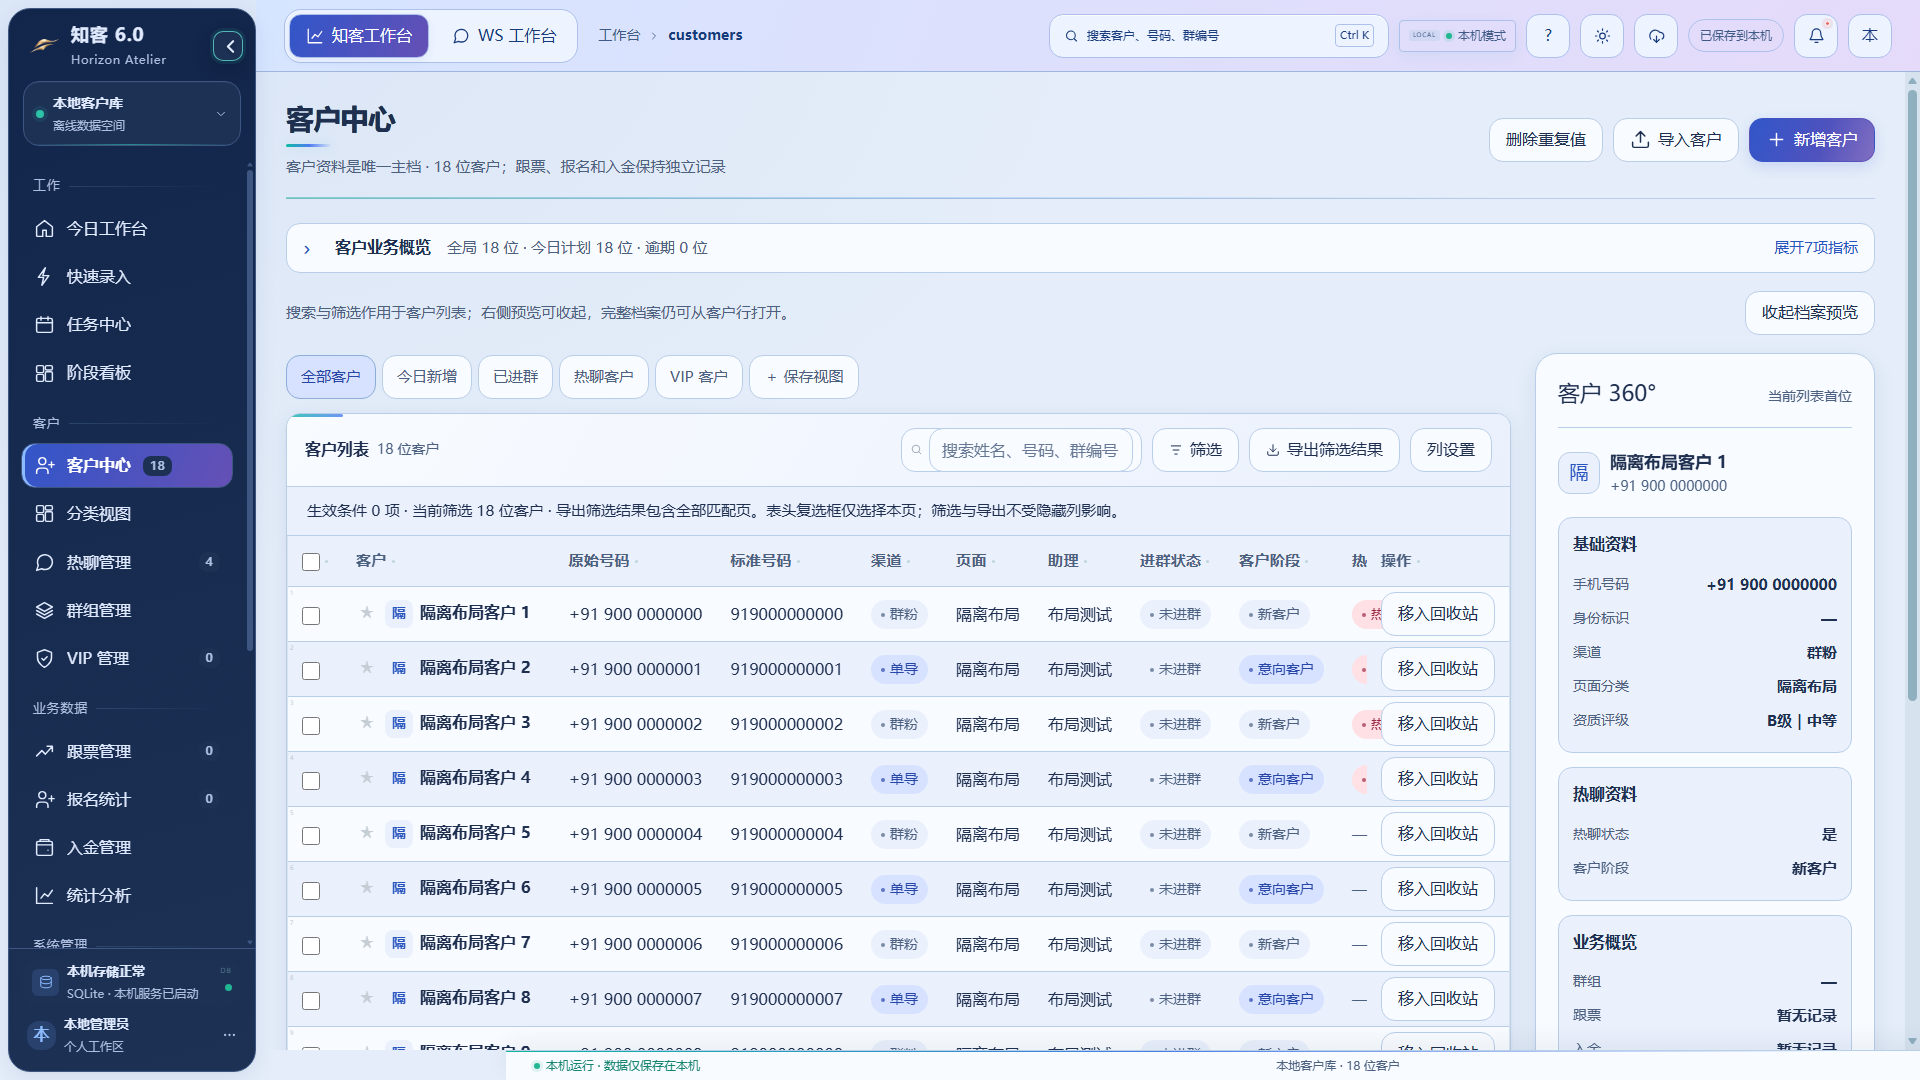 知客 6.0
Horizon Atelier
本地客户库
离线数据空间
工作
今日工作台
快速录入
任务中心
阶段看板
客户
客户中心 18
分类视图
热聊管理 4
群组管理
VIP 管理 0
业务数据
跟票管理 0
报名统计 0
入金管理
统计分析
系统管理
本机存储正常 DB
SQLite · 本机服务已启动
本 本地管理员 ···
个人工作区
知客工作台 WS 工作台 工作台 › customers
搜索客户、号码、群编号 Ctrl K LOCAL 本机模式 ? 已保存到本机 本
客户中心
客户资料是唯一主档 · 18 位客户；跟票、报名和入金保持独立记录
删除重复值 导入客户 新增客户
客户业务概览 全局 18 位 · 今日计划 18 位 · 逾期 0 位 展开7项指标
搜索与筛选作用于客户列表；右侧预览可收起，完整档案仍可从客户行打开。 收起档案预览
全部客户 今日新增 已进群 热聊客户 VIP 客户 + 保存视图
客户列表 18 位客户 搜索姓名、号码、群编号 筛选 导出筛选结果 列设置
生效条件 0 项 · 当前筛选 18 位客户 · 导出筛选结果包含全部匹配页。表头复选框仅选择本页；筛选与导出不受隐藏列影响。
客户 原始号码 标准号码 渠道 页面 助理 进群状态 客户阶段 热 操作
★ 隔 隔离布局客户 1 +91 900 0000000 919000000000 群粉 隔离布局 布局测试 未进群 新客户 热 移入回收站
★ 隔 隔离布局客户 2 +91 900 0000001 919000000001 单导 隔离布局 布局测试 未进群 意向客户 移入回收站
★ 隔 隔离布局客户 3 +91 900 0000002 919000000002 群粉 隔离布局 布局测试 未进群 新客户 热 移入回收站
★ 隔 隔离布局客户 4 +91 900 0000003 919000000003 单导 隔离布局 布局测试 未进群 意向客户 移入回收站
★ 隔 隔离布局客户 5 +91 900 0000004 919000000004 群粉 隔离布局 布局测试 未进群 新客户 — 移入回收站
★ 隔 隔离布局客户 6 +91 900 0000005 919000000005 单导 隔离布局 布局测试 未进群 意向客户 — 移入回收站
★ 隔 隔离布局客户 7 +91 900 0000006 919000000006 群粉 隔离布局 布局测试 未进群 新客户 — 移入回收站
★ 隔 隔离布局客户 8 +91 900 0000007 919000000007 单导 隔离布局 布局测试 未进群 意向客户 — 移入回收站
客户 360° 当前列表首位
隔 隔离布局客户 1
+91 900 0000000
基础资料
手机号码 +91 900 0000000
身份标识 —
渠道 群粉
页面分类 隔离布局
资质评级 B级 | 中等
热聊资料
热聊状态 是
客户阶段 新客户
业务概览
群组 —
跟票 暂无记录
入金 暂无记录
本机运行 · 数据仅保存在本机 本地客户库 · 18 位客户